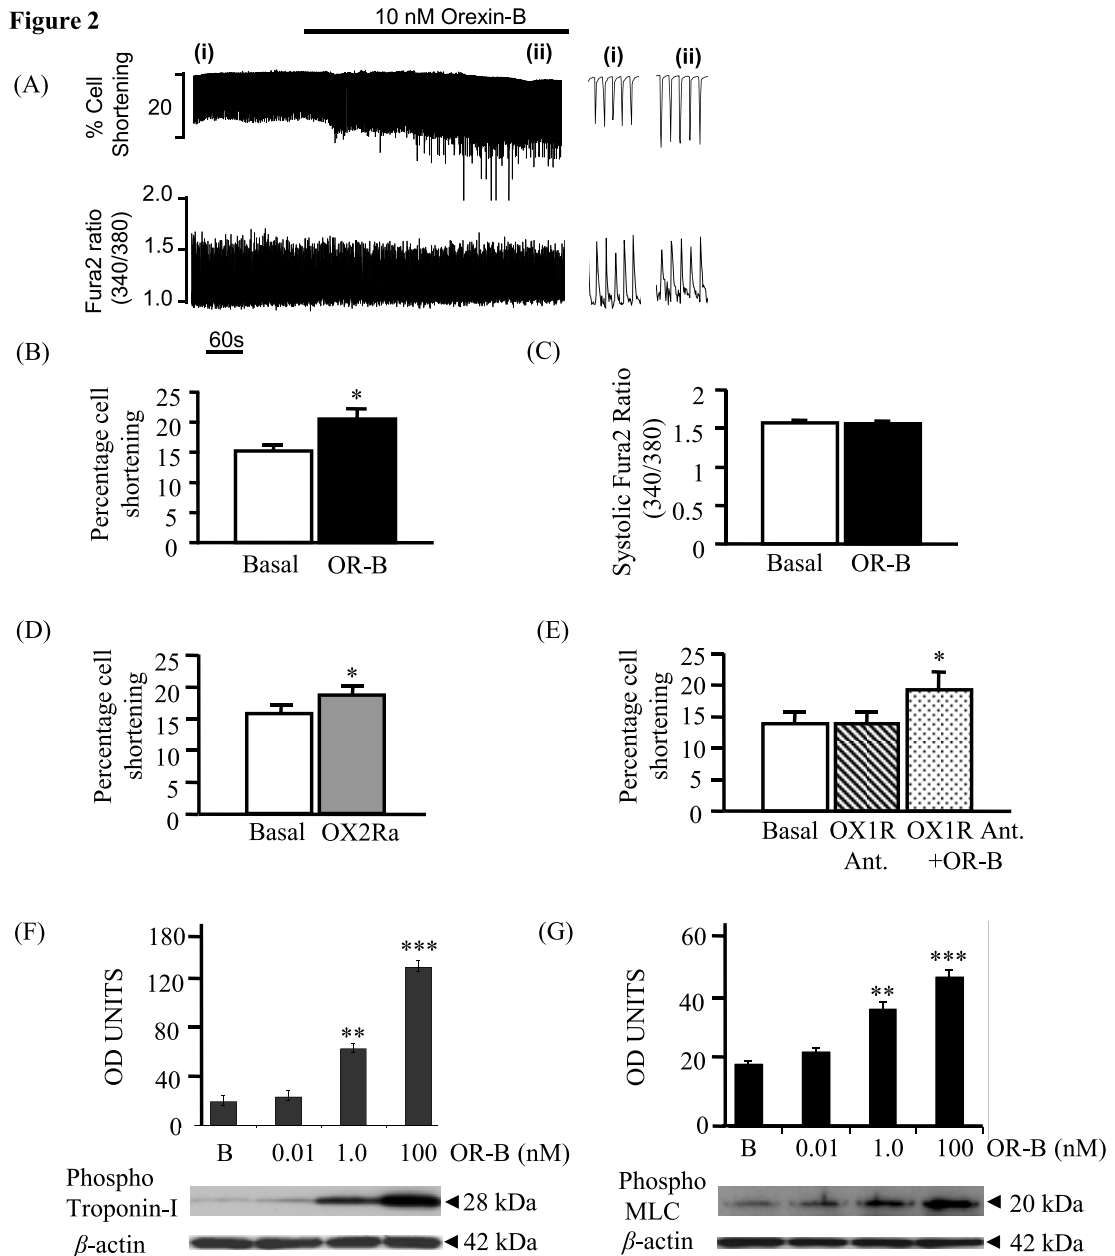 Figure 2
10 nM Orexin-B
(A)
(i)
(ii)
(i)
(ii)
% Cell
Shortening
20
Fura2 ratio
(340/380)
2.0
1.5
1.0
60s
(B)
Percentage cell
shortening
25
20
15
10
5
0
*
Basal OR-B
(C)
Systolic Fura2 Ratio
(340/380)
2
1.5
1
0.5
0
Basal OR-B
(D)
Percentage cell
shortening
25
20
15
10
5
0
*
Basal OX2Ra
(E)
Percentage cell
shortening
25
20
15
10
5
0
*
Basal OX1R OX1R Ant.
Ant. +OR-B
(F)
OD UNITS
180
120
80
40
0
**
***
B 0.01 1.0 100 OR-B (nM)
Phospho
Troponin-I
28 kDa
β-actin 42 kDa
(G)
OD UNITS
60
40
20
0
**
***
B 0.01 1.0 100 OR-B (nM)
Phospho
MLC
20 kDa
β-actin 42 kDa